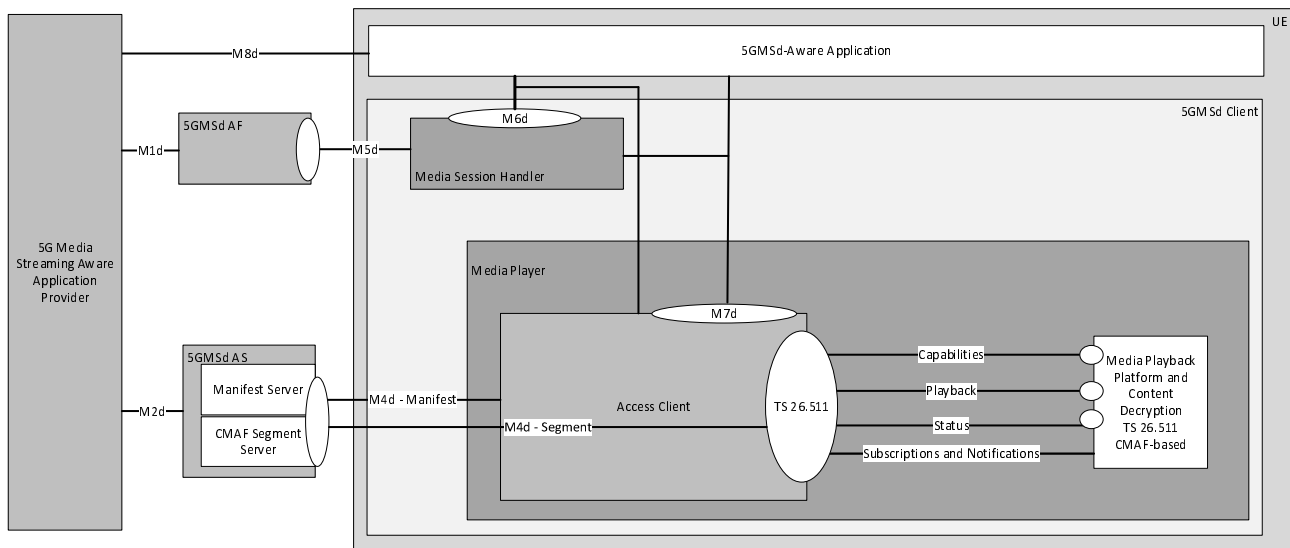 UE
M8d
5GMSd-Aware Application
5GMSd Client
5GMSd AF
M6d
M1d
M5d
Media Session Handler
5G Media
Streaming Aware
Application
Provider
Media Player
M7d
5GMSd AS
Manifest Server
CMAF Segment
Server
M2d
M4d - Manifest
M4d - Segment
Access Client
TS 26.511
Capabilities
Playback
Status
Subscriptions and Notifications
Media Playback
Platform and
Content
Decryption
TS 26.511
CMAF-based